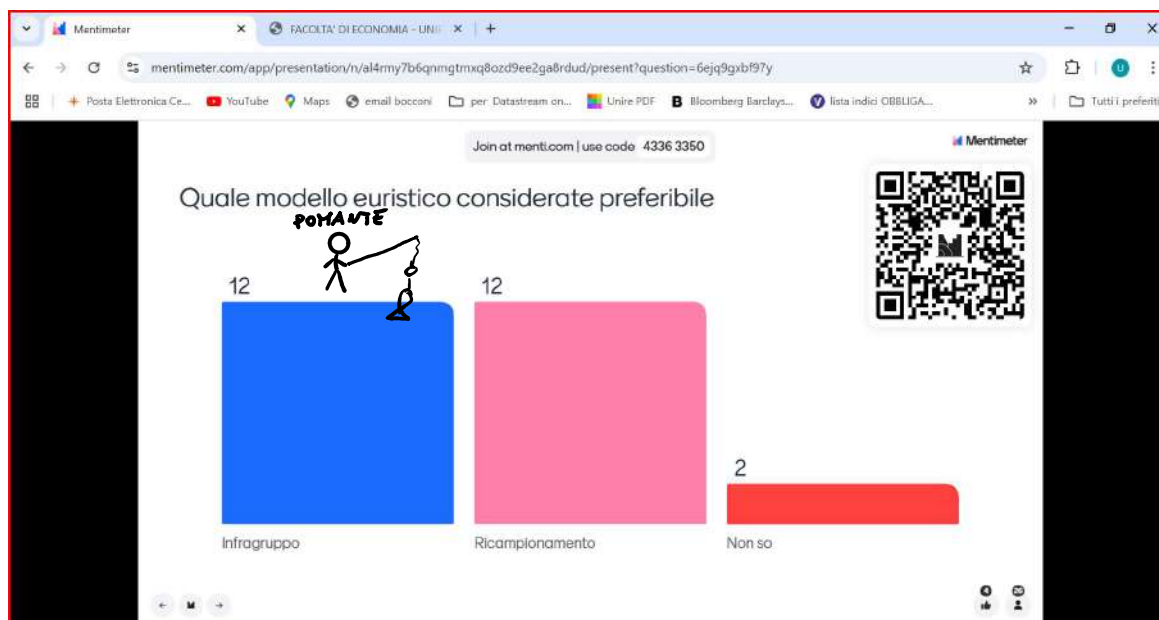 Mentimeter
FACOLTA' DI ECONOMIA - UNI
mentimeter.com/app/presentation/n/al4rmy7b6qnmgtmxq8ozd9ee2ga8rdud/present?question=6ejq9gxbf97y
U
Posta Elettronica Ce... YouTube Maps email bocconi per Datastream on... Unire PDF Bloomberg Barclays... lista indici OBBLIGA... » Tutti i preferiti
Join at menti.com | use code 4336 3350
Mentimeter
Quale modello euristico considerate preferibile
POMANTE
12 12
2
Infragruppo Ricampionamento Non so